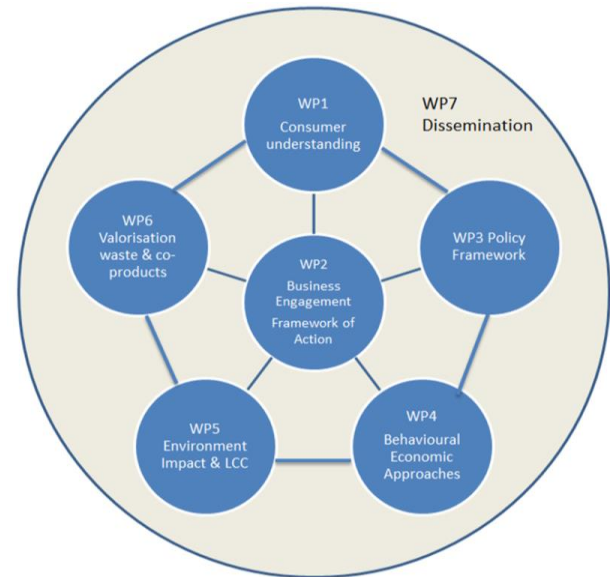 WP1
Consumer
understanding
WP7
Dissemination
WP6
Valorisation
waste & co-
products
WP3 Policy
Framework
WP2
Business
Engagement
Framework of
Action
WP5
Environment
Impact & LCC
WP4
Behavioural
Economic
Approaches